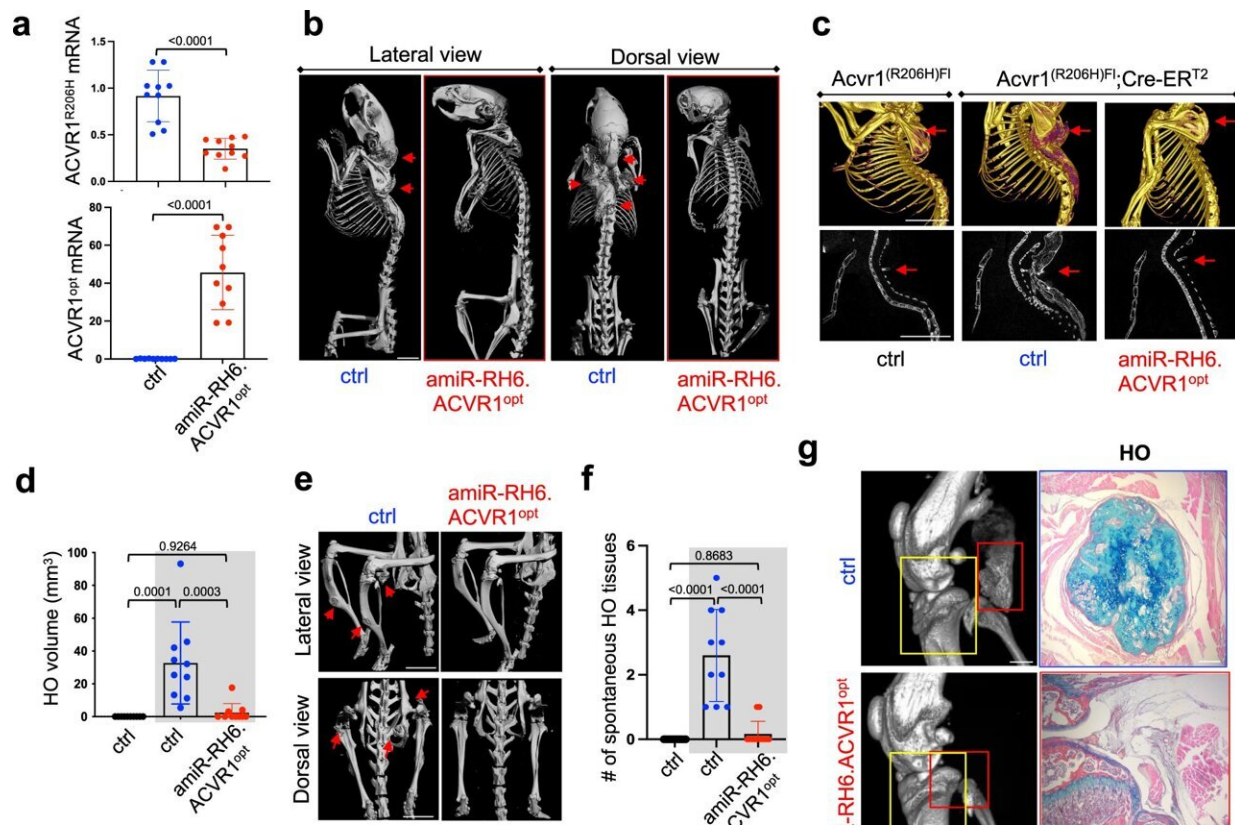 a
ACVR1R206H mRNA
1.5
1.0
0.5
0.0
<0.0001
ACVR1opt mRNA
80
60
40
20
0
<0.0001
ctrl
amiR-RH6.
ACVR1opt
b
Lateral view
Dorsal view
ctrl
amiR-RH6.
ACVR1opt
ctrl
amiR-RH6.
ACVR1opt
c
Acvr1(R206H)Fl
Acvr1(R206H)Fl;Cre-ERT2
ctrl
ctrl
amiR-RH6.
ACVR1opt
d
HO volume (mm3)
100
80
60
40
20
0
0.9264
0.0001
0.0003
ctrl
ctrl
amiR-RH6.
ACVR1opt
e
ctrl
amiR-RH6.
ACVR1opt
Lateral view
Dorsal view
f
# of spontaneous HO tissues
6
4
2
0
0.8683
<0.0001
<0.0001
ctrl
ctrl
amiR-RH6.
CVR1opt
g
HO
ctrl
-RH6.ACVR1opt